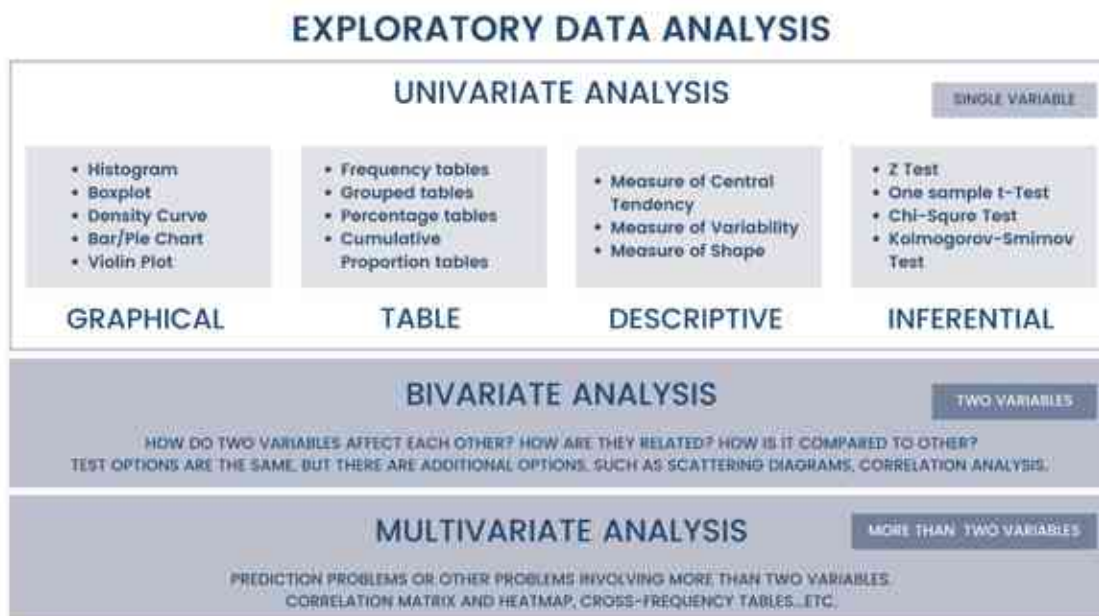 EXPLORATORY DATA ANALYSIS
UNIVARIATE ANALYSIS
SINGLE VARIABLE
• Histogram
• Boxplot
• Density Curve
• Bar/Pie Chart
• Violin Plot
GRAPHICAL
• Frequency tables
• Grouped tables
• Percentage tables
• Cumulative
Proportion tables
TABLE
• Measure of Central
Tendency
• Measure of Variability
• Measure of Shape
DESCRIPTIVE
• Z Test
• One sample t-Test
• Chi-Squre Test
• Kolmogorov-Smirnov
Test
INFERENTIAL
BIVARIATE ANALYSIS
TWO VARIABLES
HOW DO TWO VARIABLES AFFECT EACH OTHER? HOW ARE THEY RELATED? HOW IS IT COMPARED TO OTHER?
TEST OPTIONS ARE THE SAME, BUT THERE ARE ADDITIONAL OPTIONS, SUCH AS SCATTERING DIAGRAMS, CORRELATION ANALYSIS.
MULTIVARIATE ANALYSIS
MORE THAN TWO VARIABLES
PREDICTION PROBLEMS OR OTHER PROBLEMS INVOLVING MORE THAN TWO VARIABLES.
CORRELATION MATRIX AND HEATMAP, CROSS-FREQUENCY TABLES...ETC.